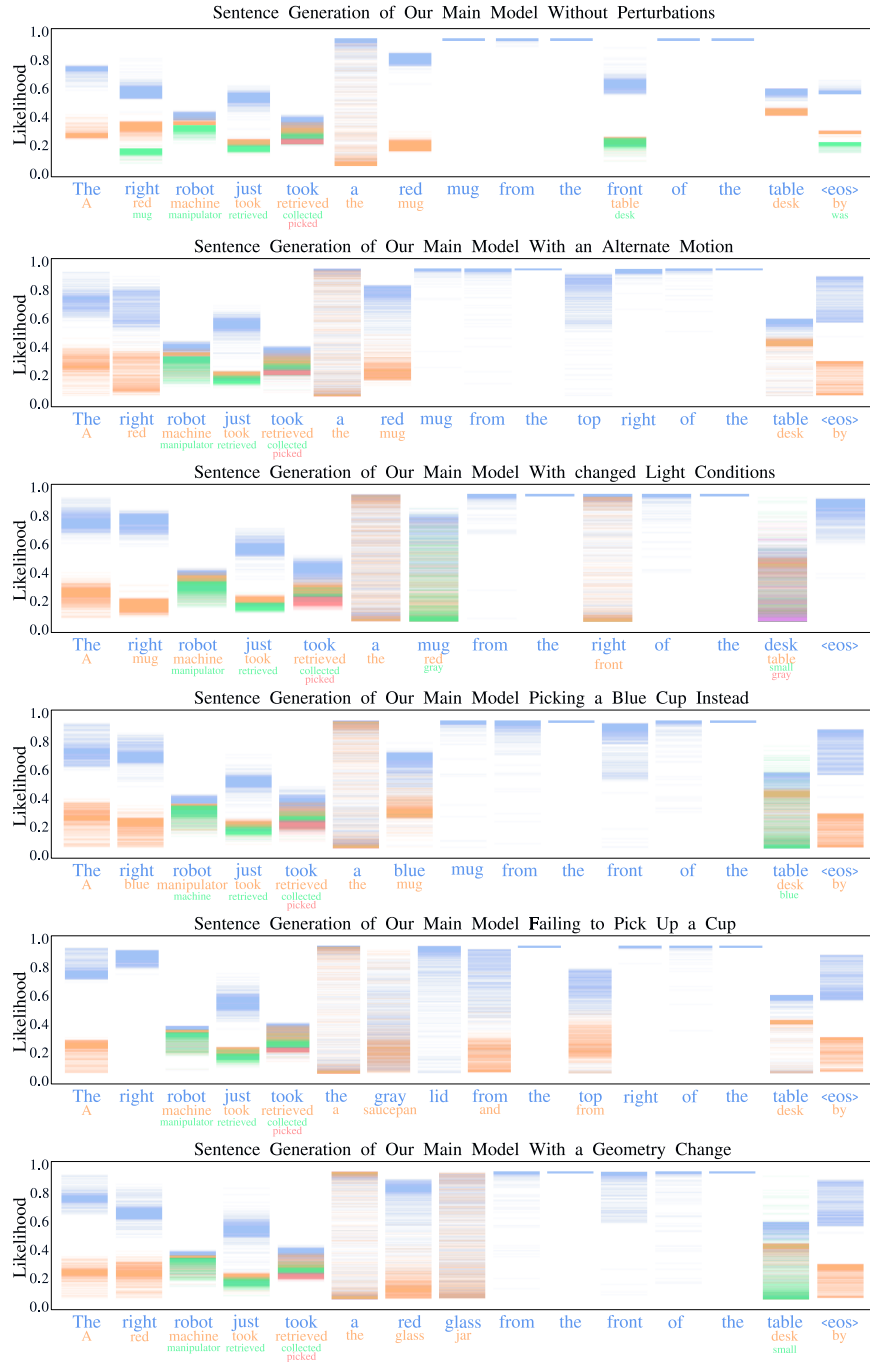 Sentence Generation of Our Main Model Without Perturbations
Likelihood
1.0
0.8
0.6
0.4
0.2
0.0
The right robot just took a red mug from the front of the table <eos>
A red machine took retrieved the mug table desk by
mug manipulator retrieved collected desk was
picked
Sentence Generation of Our Main Model With an Alternate Motion
Likelihood
1.0
0.8
0.6
0.4
0.2
0.0
The right robot just took a red mug from the top right of the table <eos>
A red machine took retrieved the mug desk by
manipulator retrieved collected
picked
Sentence Generation of Our Main Model With changed Light Conditions
Likelihood
1.0
0.8
0.6
0.4
0.2
0.0
The right robot just took a mug from the right of the desk <eos>
A mug machine took retrieved the red front table
manipulator retrieved collected gray small
picked gray
Sentence Generation of Our Main Model Picking a Blue Cup Instead
Likelihood
1.0
0.8
0.6
0.4
0.2
0.0
The right robot just took a blue mug from the front of the table <eos>
A blue manipulator took retrieved the mug desk by
machine retrieved collected blue
picked
Sentence Generation of Our Main Model Failing to Pick Up a Cup
Likelihood
1.0
0.8
0.6
0.4
0.2
0.0
The right robot just took the gray lid from the top right of the table <eos>
A machine took retrieved a saucepan and from desk by
manipulator retrieved collected
picked
Sentence Generation of Our Main Model With a Geometry Change
Likelihood
1.0
0.8
0.6
0.4
0.2
0.0
The right robot just took a red glass from the front of the table <eos>
A red machine took retrieved the glass jar desk by
manipulator retrieved collected small
picked